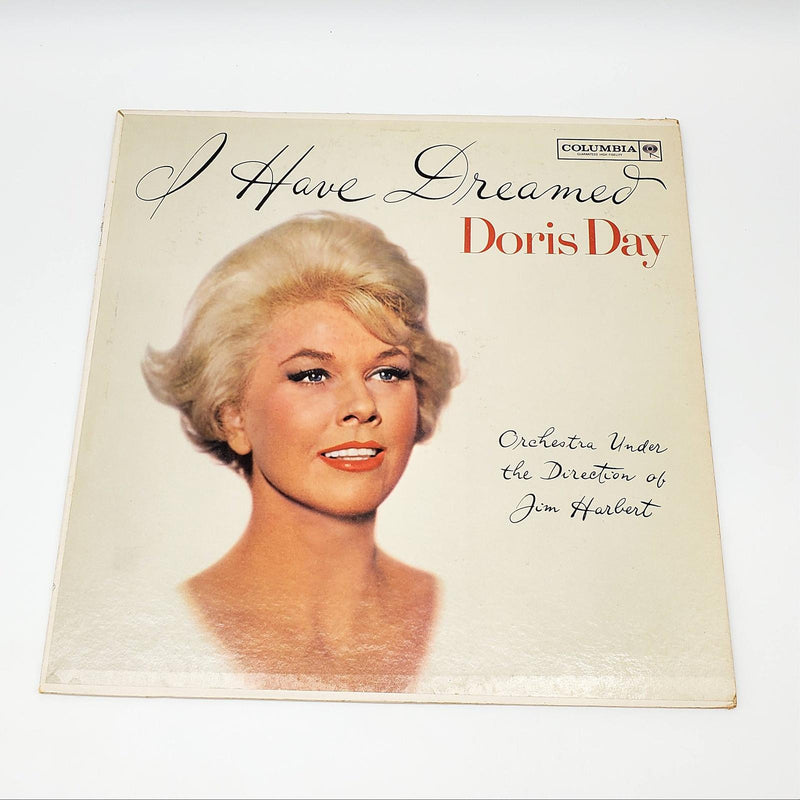 I Have Dreamed
COLUMBIA
GUARANTEED HIGH FIDELITY
Doris Day
Orchestra Under
the Direction of
Jim Harbert